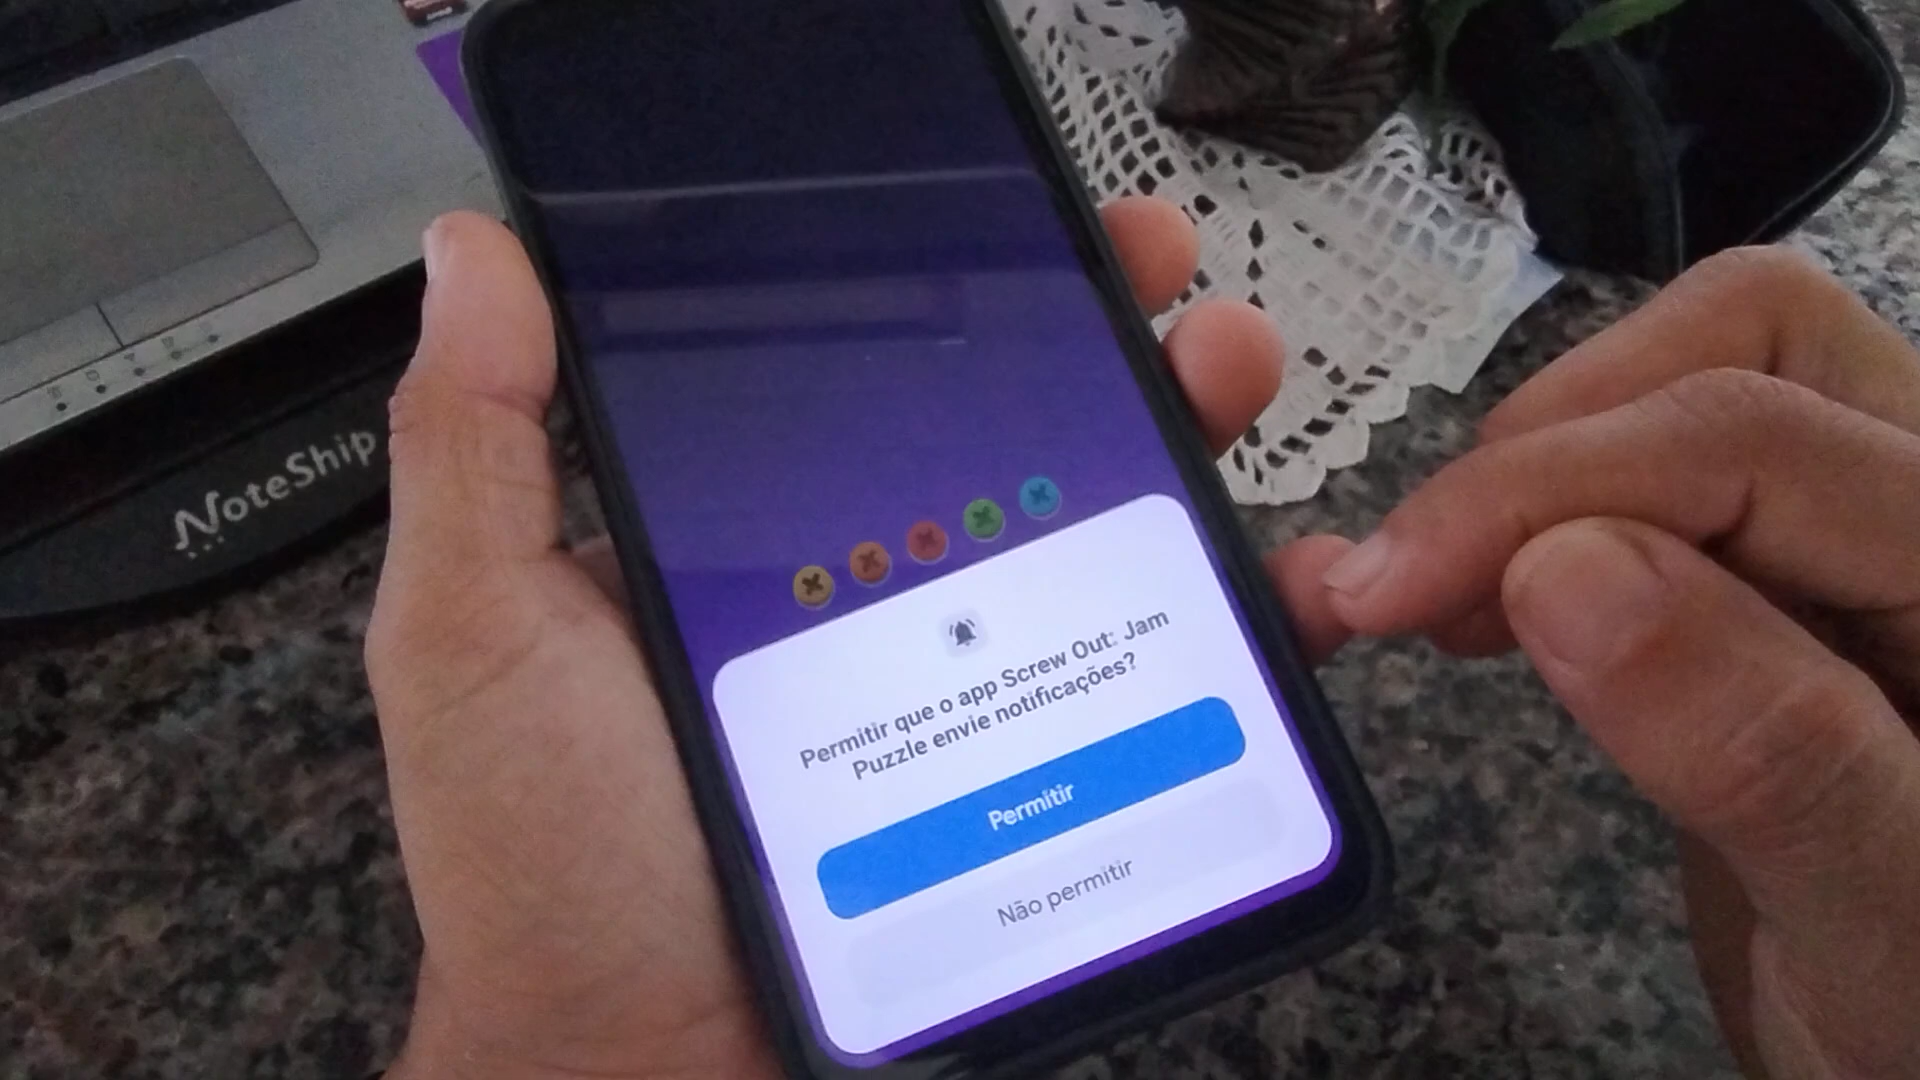 NoteShip
Permitir que o app Screw Out: Jam
Puzzle envie notificações?
Permitir
Não permitir